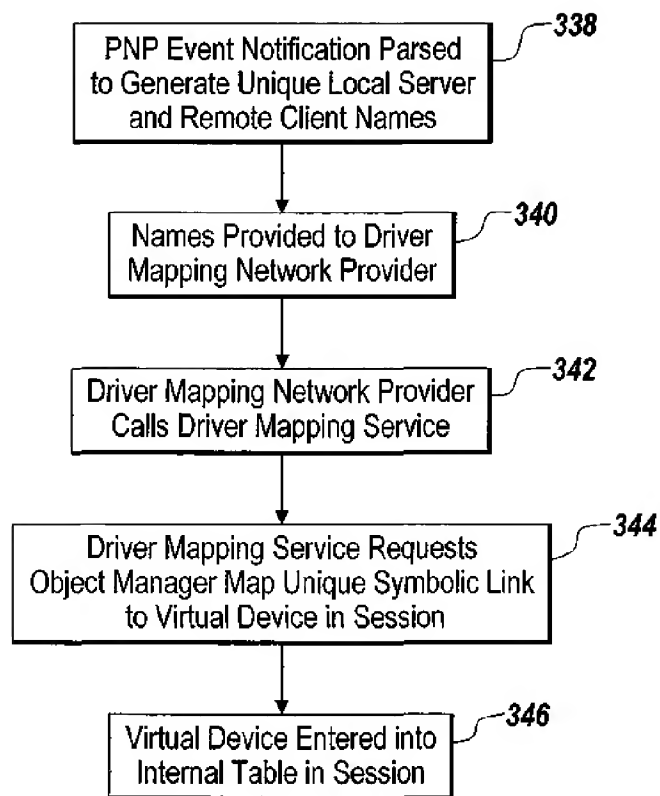 338
PNP Event Notification Parsed
to Generate Unique Local Server
and Remote Client Names
340
Names Provided to Driver
Mapping Network Provider
342
Driver Mapping Network Provider
Calls Driver Mapping Service
344
Driver Mapping Service Requests
Object Manager Map Unique Symbolic Link
to Virtual Device in Session
346
Virtual Device Entered into
Internal Table in Session